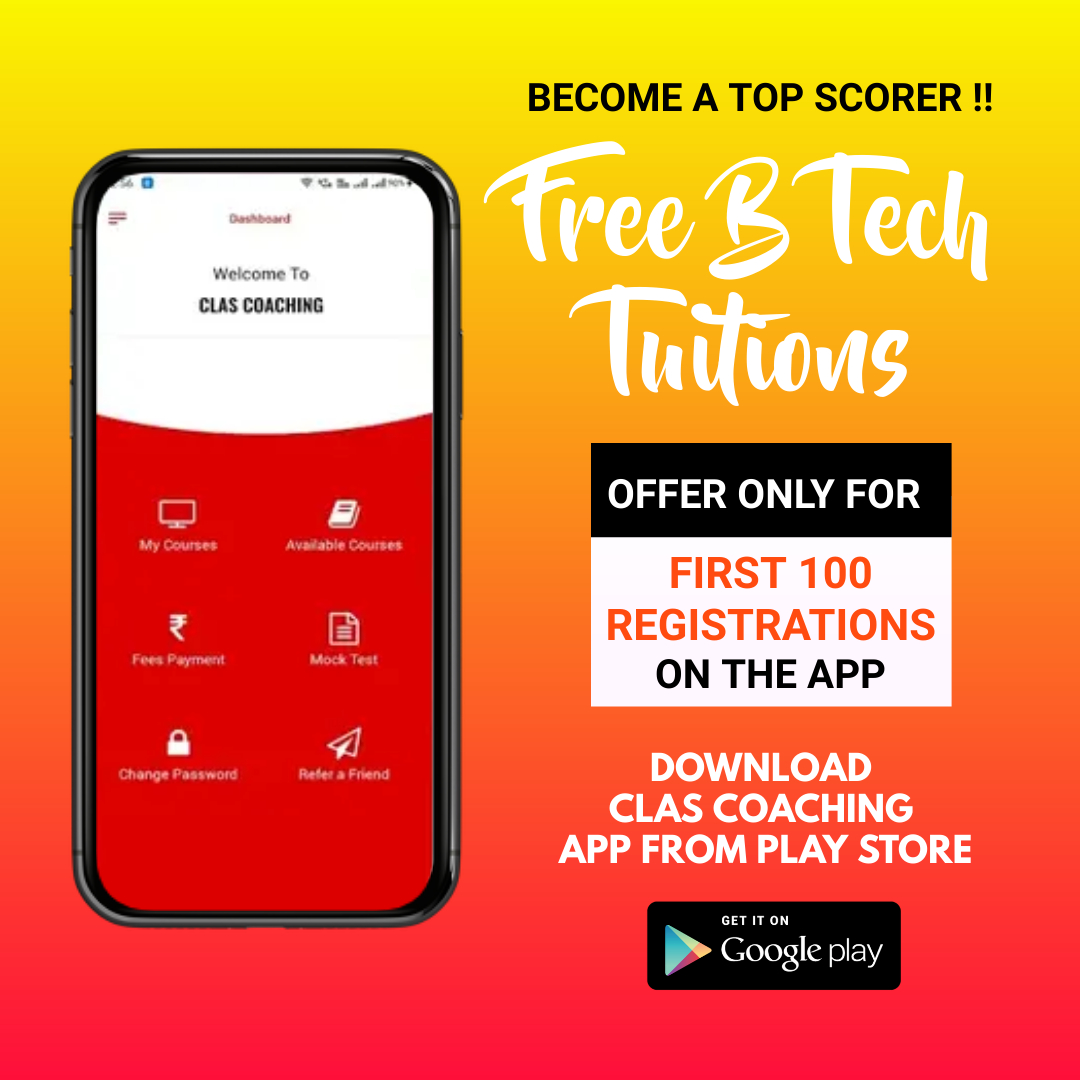 BECOME A TOP SCORER !!
Free B Tech
Tuitions
OFFER ONLY FOR
FIRST 100
REGISTRATIONS
ON THE APP
DOWNLOAD
CLAS COACHING
APP FROM PLAY STORE
GET IT ON
Google play
Dashboard
Welcome To
CLAS COACHING
My Courses
Available Courses
Fees Payment
Mock Test
Change Password
Refer a Friend